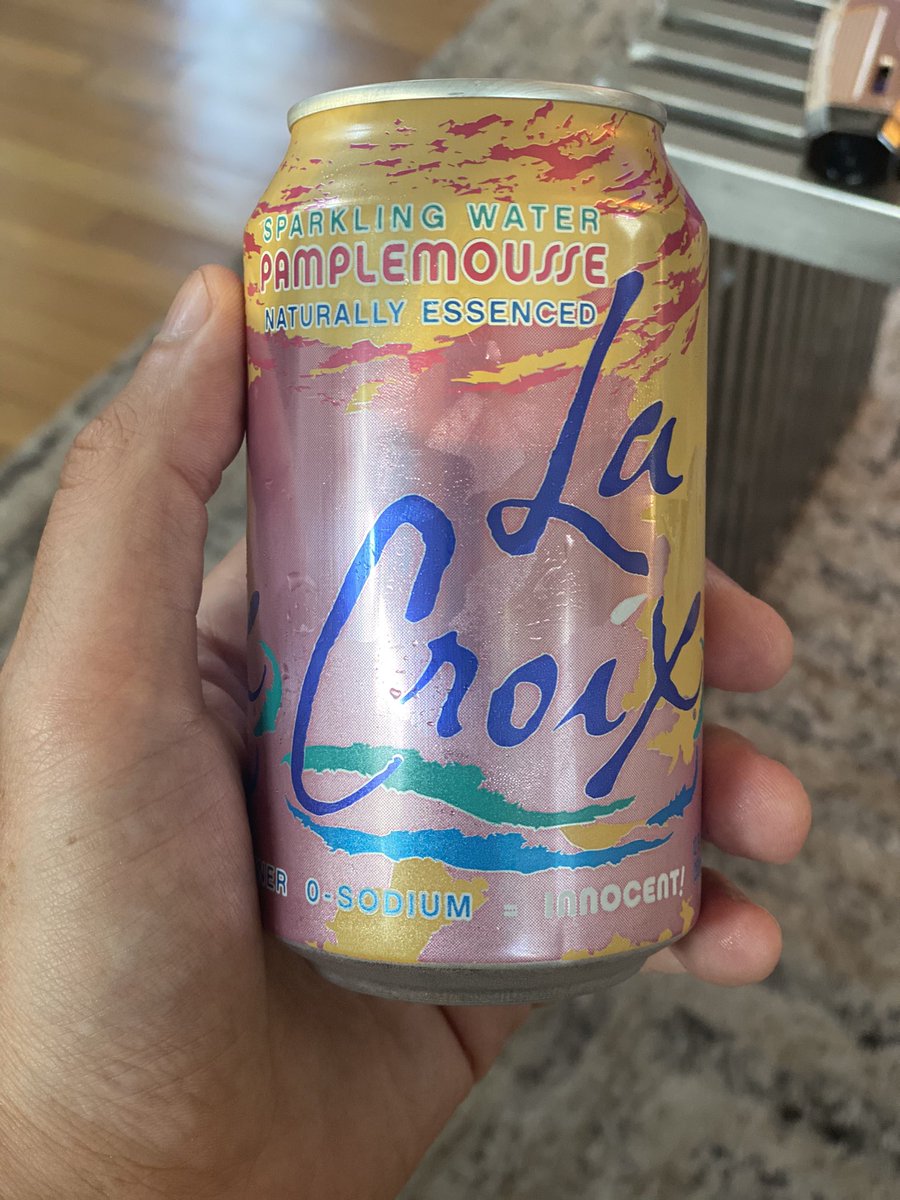 SPARKLING WATER
PAMPLEMOUSSE
NATURALLY ESSENCED
La
Croix
0-SODIUM = INNOCENT!